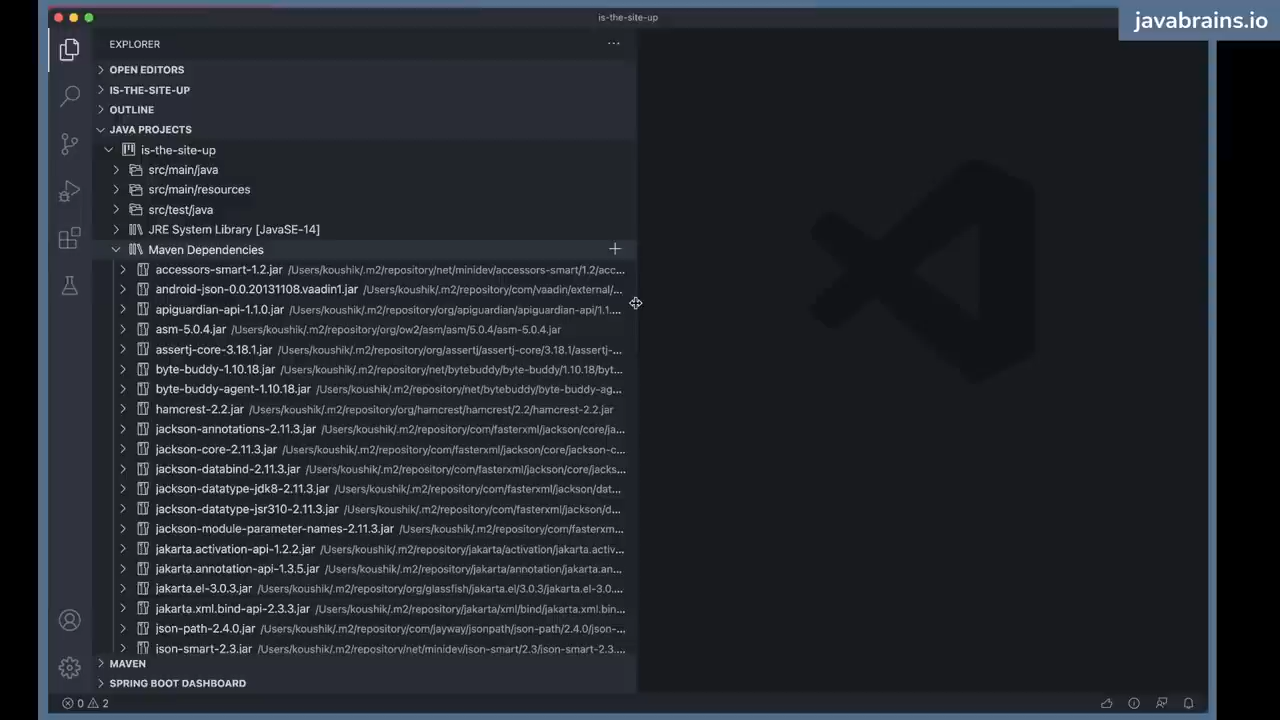 is-the-site-up
javabrains.io
EXPLORER
OPEN EDITORS
IS-THE-SITE-UP
OUTLINE
JAVA PROJECTS
is-the-site-up
src/main/java
src/main/resources
src/test/java
JRE System Library [JavaSE-14]
Maven Dependencies
accessors-smart-1.2.jar /Users/koushik/.m2/repository/net/minidev/accessors-smart/1.2/acc...
android-json-0.0.20131108.vaadin1.jar /Users/koushik/.m2/repository/com/vaadin/external/...
apiguardian-api-1.1.0.jar /Users/koushik/.m2/repository/org/apiguardian/apiguardian-api/1.1....
asm-5.0.4.jar /Users/koushik/.m2/repository/org/ow2/asm/asm/5.0.4/asm-5.0.4.jar
assertj-core-3.18.1.jar /Users/koushik/.m2/repository/org/assertj/assertj-core/3.18.1/assertj-...
byte-buddy-1.10.18.jar /Users/koushik/.m2/repository/net/bytebuddy/byte-buddy/1.10.18/byt...
byte-buddy-agent-1.10.18.jar /Users/koushik/.m2/repository/net/bytebuddy/byte-buddy-ag...
hamcrest-2.2.jar /Users/koushik/.m2/repository/org/hamcrest/hamcrest/2.2/hamcrest-2.2.jar
jackson-annotations-2.11.3.jar /Users/koushik/.m2/repository/com/fasterxml/jackson/core/ja...
jackson-core-2.11.3.jar /Users/koushik/.m2/repository/com/fasterxml/jackson/core/jackson-c...
jackson-databind-2.11.3.jar /Users/koushik/.m2/repository/com/fasterxml/jackson/core/jacks...
jackson-datatype-jdk8-2.11.3.jar /Users/koushik/.m2/repository/com/fasterxml/jackson/dat...
jackson-datatype-jsr310-2.11.3.jar /Users/koushik/.m2/repository/com/fasterxml/jackson/d...
jackson-module-parameter-names-2.11.3.jar /Users/koushik/.m2/repository/com/fasterxm...
jakarta.activation-api-1.2.2.jar /Users/koushik/.m2/repository/jakarta/activation/jakarta.activ...
jakarta.annotation-api-1.3.5.jar /Users/koushik/.m2/repository/jakarta/annotation/jakarta.an...
jakarta.el-3.0.3.jar /Users/koushik/.m2/repository/org/glassfish/jakarta.el/3.0.3/jakarta.el-3.0....
jakarta.xml.bind-api-2.3.3.jar /Users/koushik/.m2/repository/jakarta/xml/bind/jakarta.xml.bin...
json-path-2.4.0.jar /Users/koushik/.m2/repository/com/jayway/jsonpath/json-path/2.4.0/json-...
json-smart-2.3.jar /Users/koushik/.m2/repository/net/minidev/json-smart/2.3/json-smart-2.3....
MAVEN
SPRING BOOT DASHBOARD
0 2